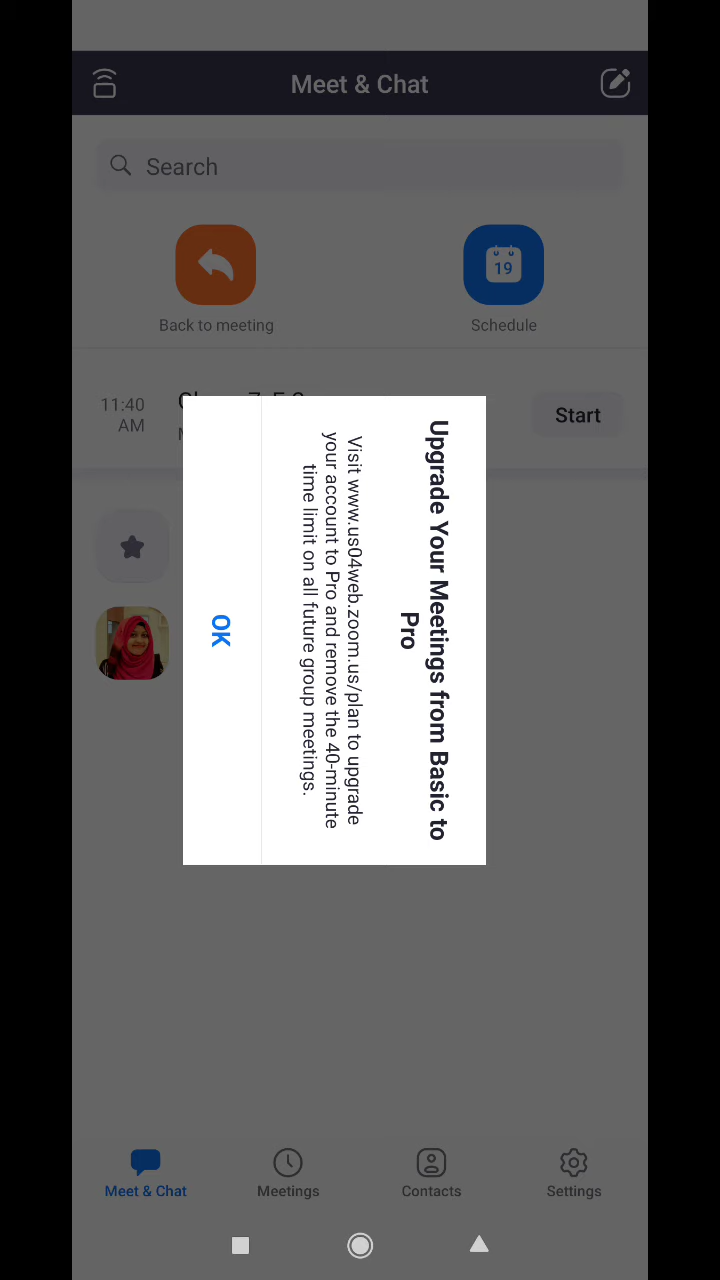 Meet & Chat
Search
19
Back to meeting
Schedule
11:40
AM
Start
Upgrade Your Meetings from Basic to
Pro
Visit www.us04web.zoom.us/plan to upgrade
your account to Pro and remove the 40-minute
time limit on all future group meetings.
OK
Meet & Chat
Meetings
Contacts
Settings